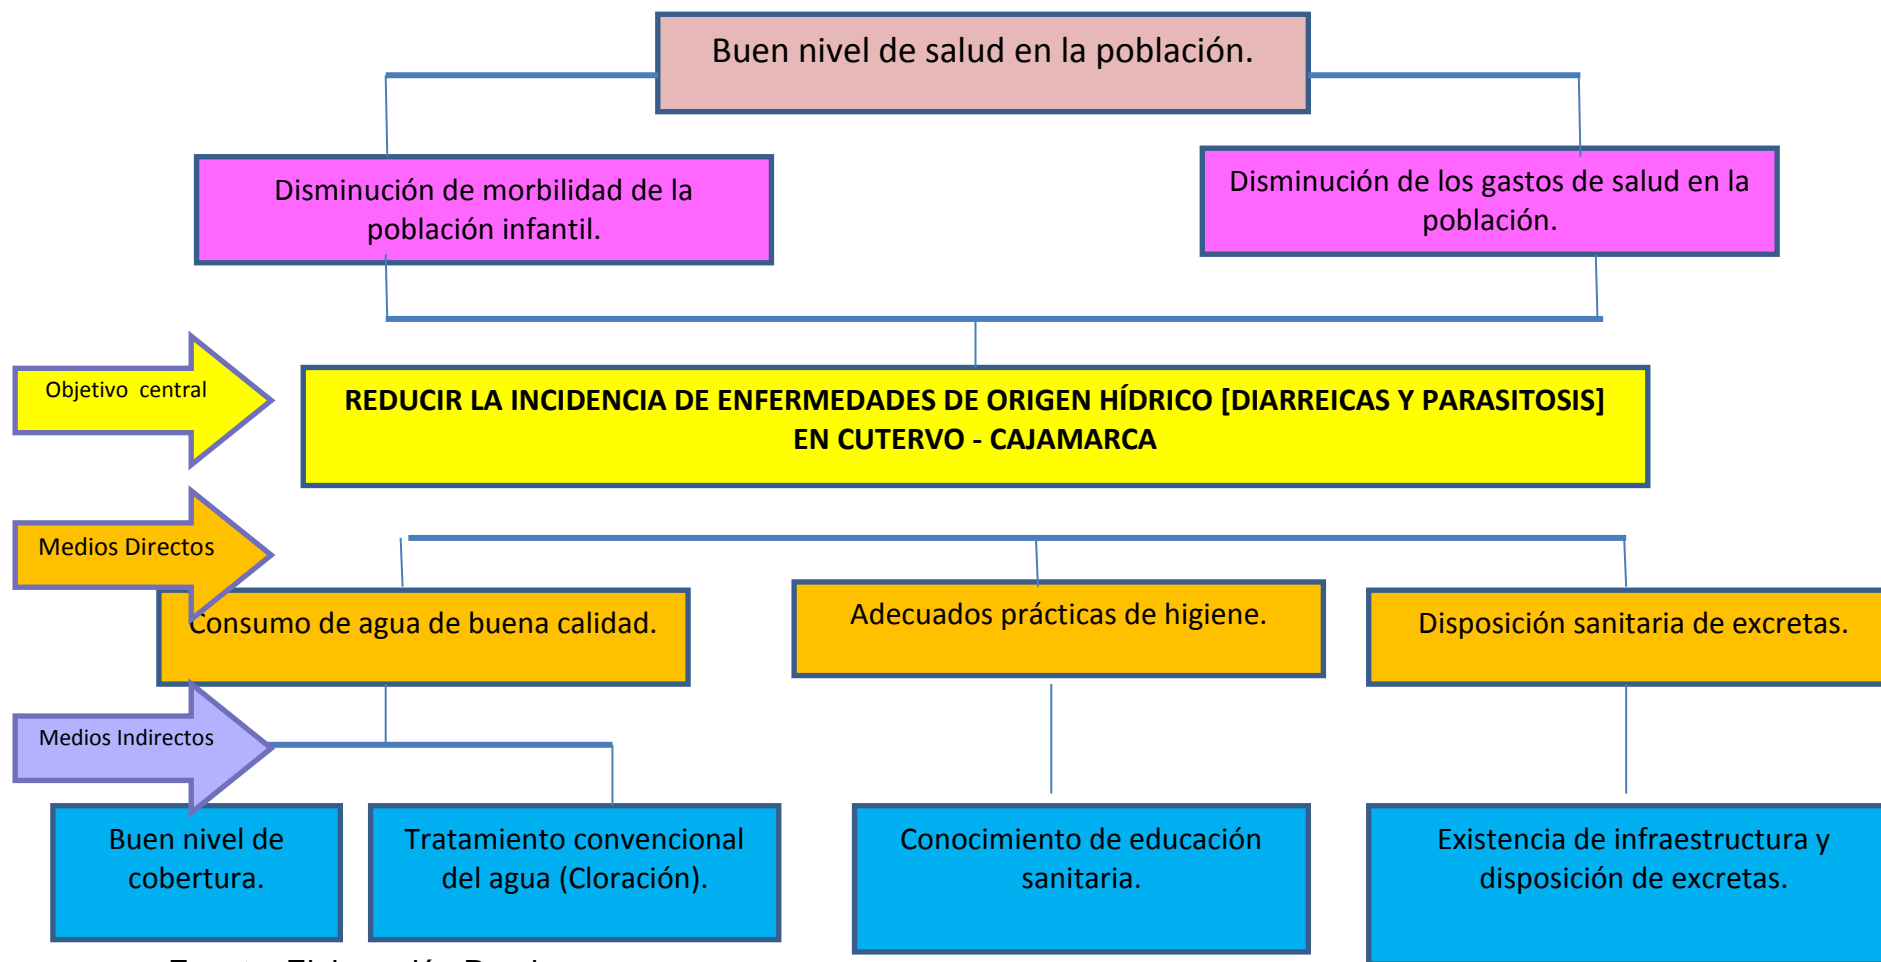 Buen nivel de salud en la población.
Disminución de morbilidad de la
población infantil.
Disminución de los gastos de salud en la
población.
Objetivo central
REDUCIR LA INCIDENCIA DE ENFERMEDADES DE ORIGEN HÍDRICO [DIARREICAS Y PARASITOSIS]
EN CUTERVO - CAJAMARCA
Medios Directos
Consumo de agua de buena calidad.
Adecuados prácticas de higiene.
Disposición sanitaria de excretas.
Medios Indirectos
Buen nivel de
cobertura.
Tratamiento convencional
del agua (Cloración).
Conocimiento de educación
sanitaria.
Existencia de infraestructura y
disposición de excretas.